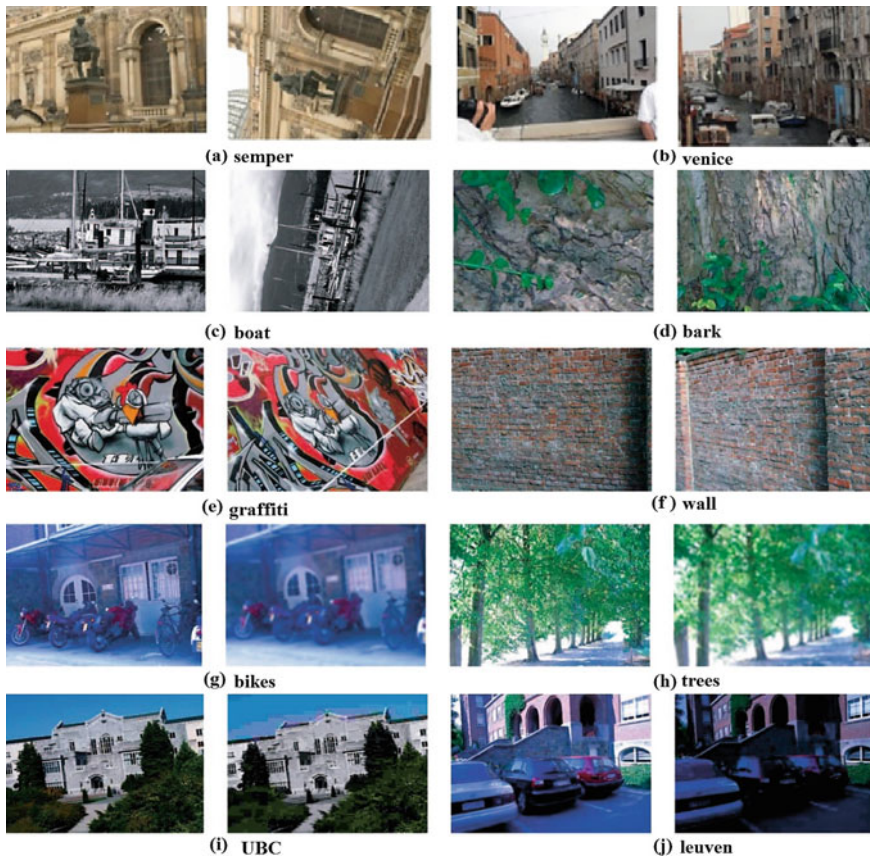 (a) semper
(b) venice
(c) boat
(d) bark
(e) graffiti
(f) wall
(g) bikes
(h) trees
(i) UBC
(j) leuven